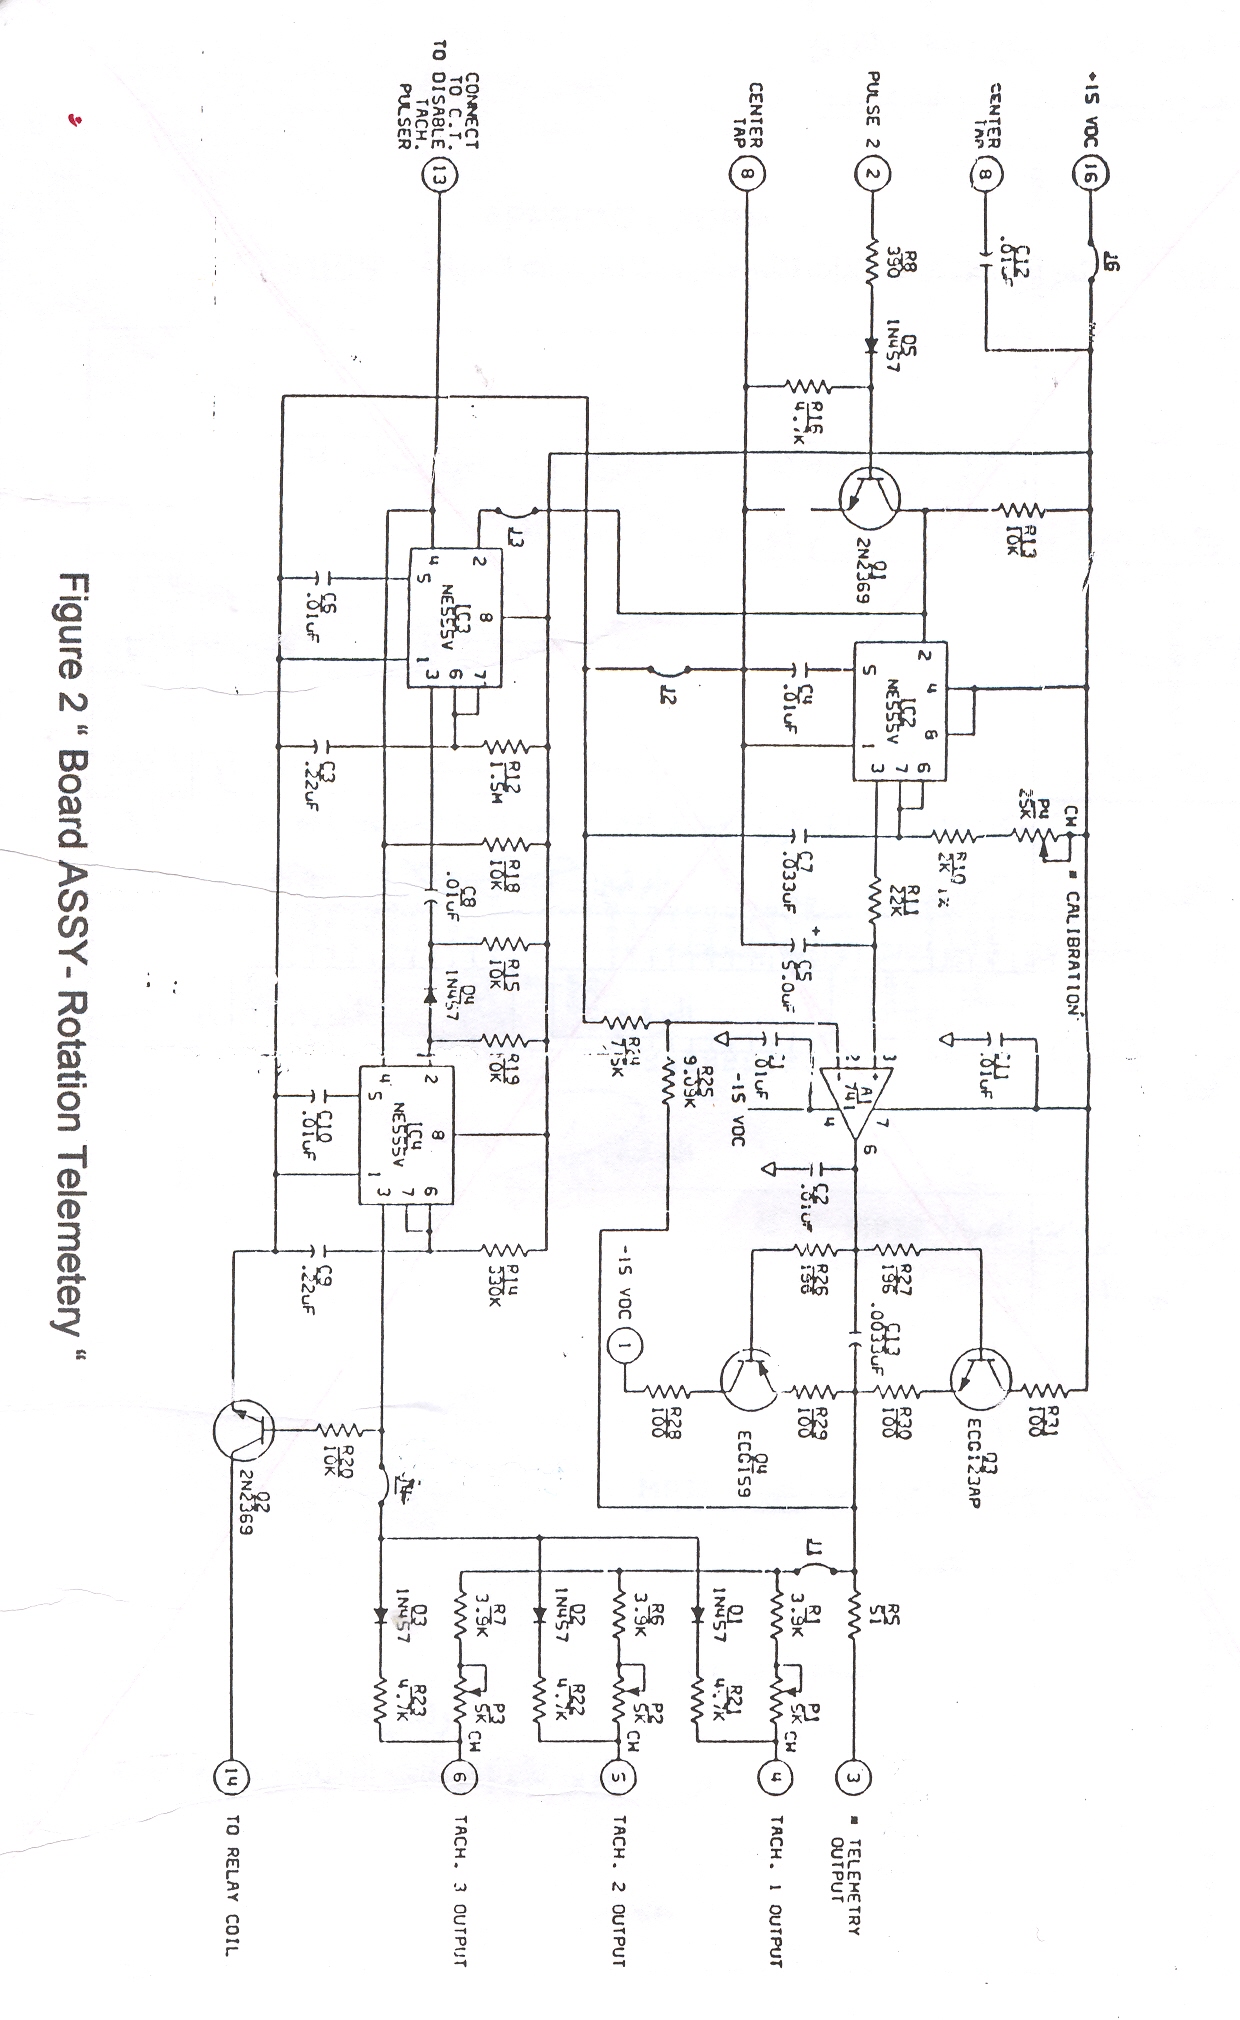 +15 VDC
16
J6
CENTER
TAP
8
C12
.01uF
PULSE 2
2
R8
390
D5
1N457
CENTER
TAP
8
R16
4.7K
Q1
2N2369
R13
10K
2
4
8
5
IC2
NE555V
1
3
7
6
C4
.01uF
J2
P4
25K
CW
* CALIBRATION
R10
2K 1%
R11
22K
C7
.033uF
C5
5.0uF
+
.01uF
3
2
+
-
A1
741
7
4
6
.01uF
-15 VDC
R24
R25
9.09K
C2
.01uF
R27
196
R26
196
C13
.0033uF
Q3
ECG123AP
R31
100
R30
100
R29
100
R28
100
Q4
ECG159
-15 VDC
1
J1
R5
51
3
* TELEMETRY
OUTPUT
R1
3.9K
P1
5K
CW
4
TACH. 1 OUTPUT
D1
1N457
R21
4.7K
R6
3.9K
P2
5K
CW
5
TACH. 2 OUTPUT
D2
1N457
R22
4.7K
R7
3.9K
P3
5K
CW
6
TACH. 3 OUTPUT
D3
1N457
R23
4.7K
CONNECT
TO C.T.
TO DISABLE
TACH.
PULSER
13
J3
2
4
5
IC3
NE555V
8
1
3
6
7
C6
.01uF
C3
.22uF
R12
1.5M
R18
10K
C8
.01uF
R15
10K
D4
1N457
R19
10K
2
4
5
IC4
NE555V
8
1
3
7
6
C10
.01uF
C9
.22uF
R14
330K
J4
R20
10K
Q2
2N2369
14
TO RELAY COIL
Figure 2 “ Board ASSY- Rotation Telemetery “